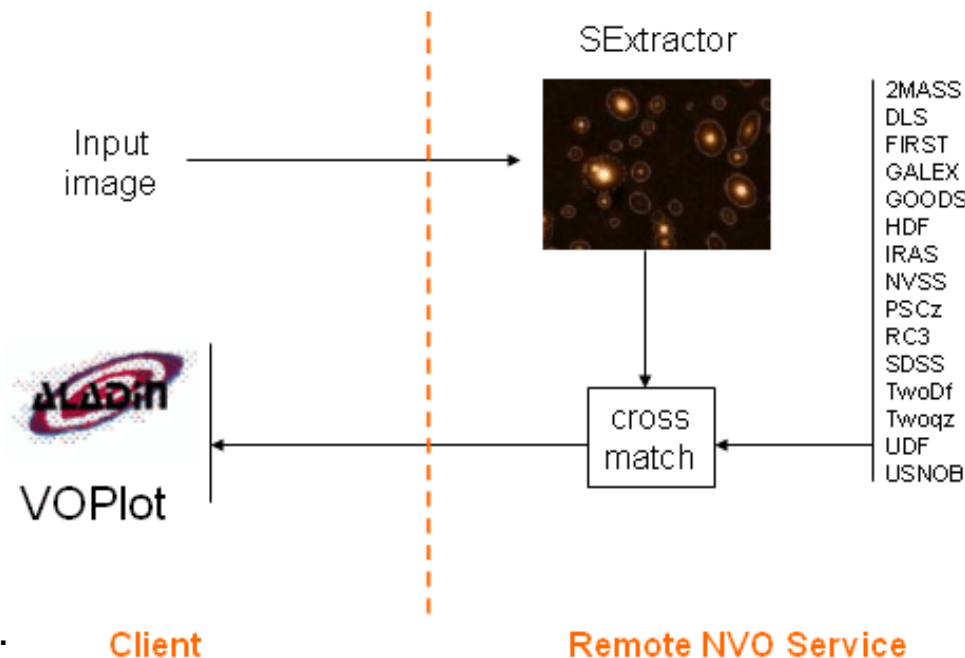 SExtractor
Input
image
2MASS
DLS
FIRST
GALEX
GOODS
HDF
IRAS
NVSS
PSCz
RC3
SDSS
TwoDf
Twoqz
UDF
USNOB
cross
match
ALADiN
VOPlot
. Client
Remote NVO Service